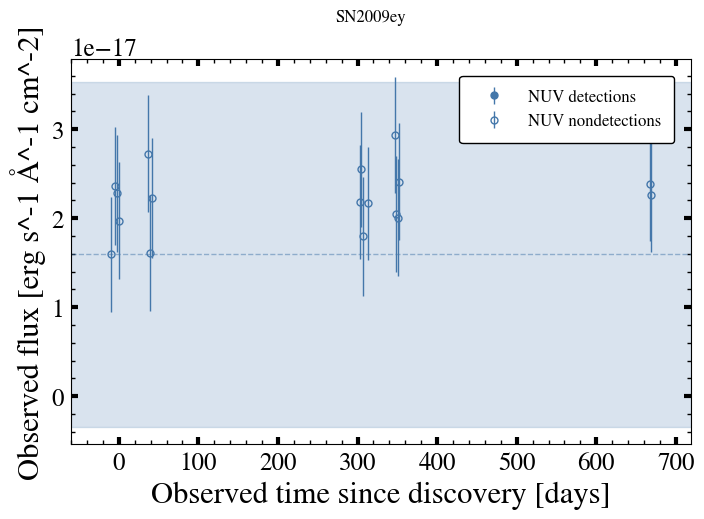 SN2009ey
1e−17
Observed flux [erg s^-1 Å^-1 cm^-2]
3
2
1
0
NUV detections
NUV nondetections
0 100 200 300 400 500 600 700
Observed time since discovery [days]